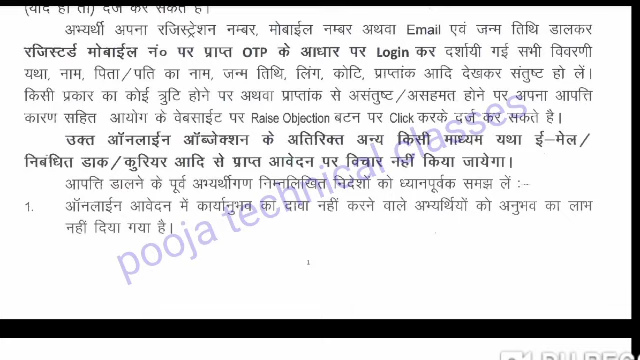 (यदि हो तो) दर्ज कर सकते है।
अभ्यर्थी अपना रजिस्ट्रेशन नम्बर, मोबाईल नम्बर अथवा Email एवं जन्म तिथि डालकर
रजिस्टर्ड मोबाईल नं० पर प्राप्त OTP के आधार पर Login कर दर्शायी गई सभी विवरणी
यथा, नाम, पिता/पति का नाम, जन्म तिथि, लिंग, कोटि, प्राप्तांक आदि देखकर संतुष्ट हो लें।
किसी प्रकार का कोई त्रुटि होने पर अथवा प्राप्तांक से असंतुष्ट/असहमत होने पर अपना आपत्ति
कारण सहित आयोग के वेबसाईट पर Raise Objection बटन पर Click करके दर्ज कर सकते है।
उक्त ऑनलाईन ऑब्जेक्शन के अतिरिक्त अन्य किसी माध्यम यथा ई-मेल/
निबंधित डाक/कुरियर आदि से प्राप्त आवेदन पर विचार नहीं किया जायेगा।
आपत्ति डालने के पूर्व अभ्यर्थीगण निम्नलिखित निदेशों को ध्यानपूर्वक समझ लें :-
1. ऑनलाईन आवेदन में कार्यानुभव का दावा नहीं करने वाले अभ्यर्थियों को अनुभव का लाभ
नहीं दिया गया है।
pooja technical classes
1